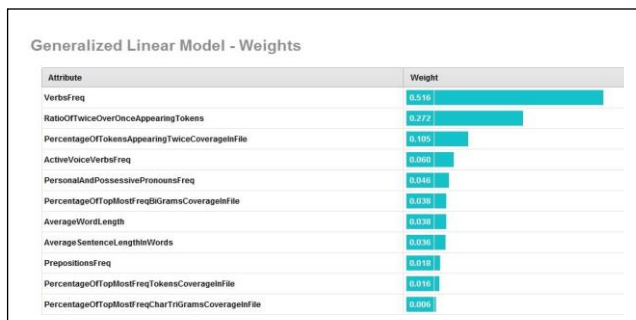 Generalized Linear Model - Weights
Attribute Weight
VerbsFreq 0.516
RatioOfTwiceOverOnceAppearingTokens 0.272
PercentageOfTokensAppearingTwiceCoverageInFile 0.105
ActiveVoiceVerbsFreq 0.060
PersonalAndPossessivePronounsFreq 0.046
PercentageOfTopMostFreqBiGramsCoverageInFile 0.038
AverageWordLength 0.038
AverageSentenceLengthInWords 0.036
PrepositionsFreq 0.018
PercentageOfTopMostFreqTokensCoverageInFile 0.016
PercentageOfTopMostFreqCharTriGramsCoverageInFile 0.006